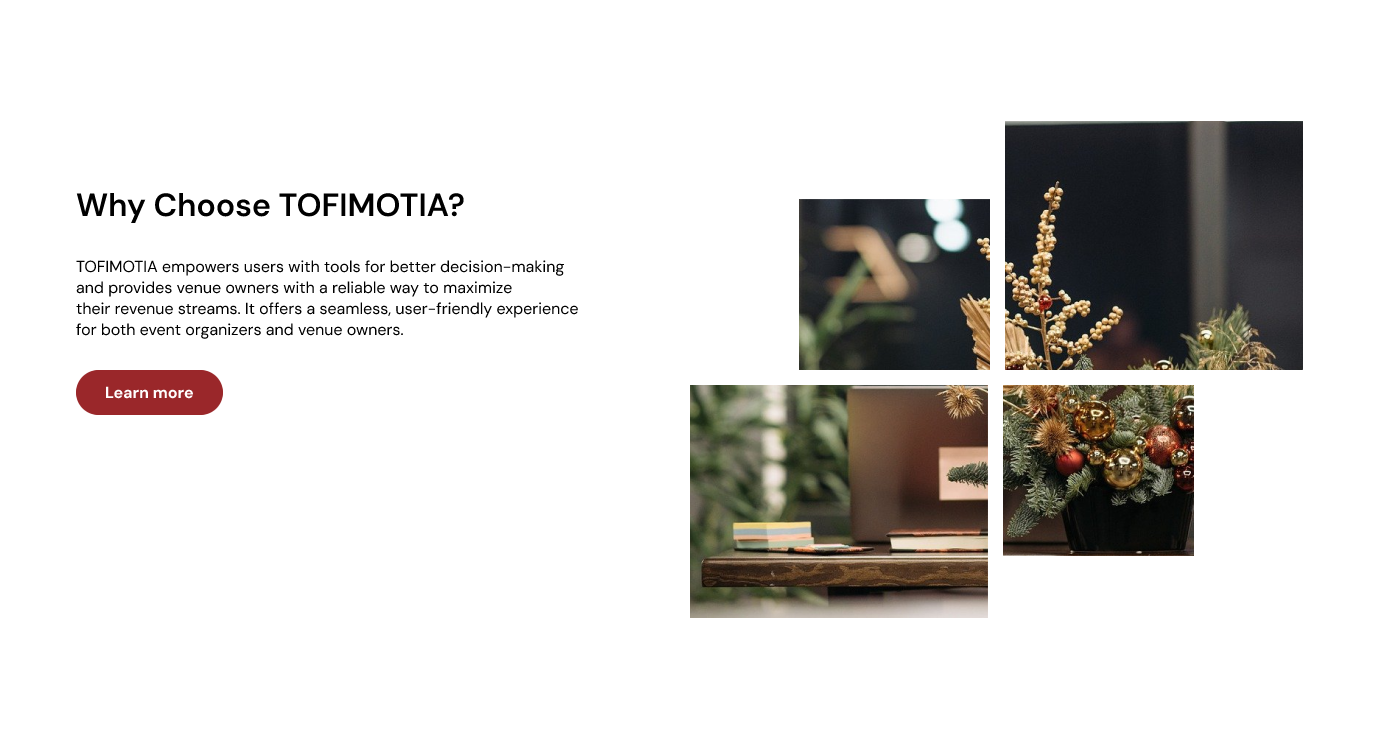 Why Choose TOFIMOTIA?
TOFIMOTIA empowers users with tools for better decision-making
and provides venue owners with a reliable way to maximize
their revenue streams. It offers a seamless, user-friendly experience
for both event organizers and venue owners.
Learn more